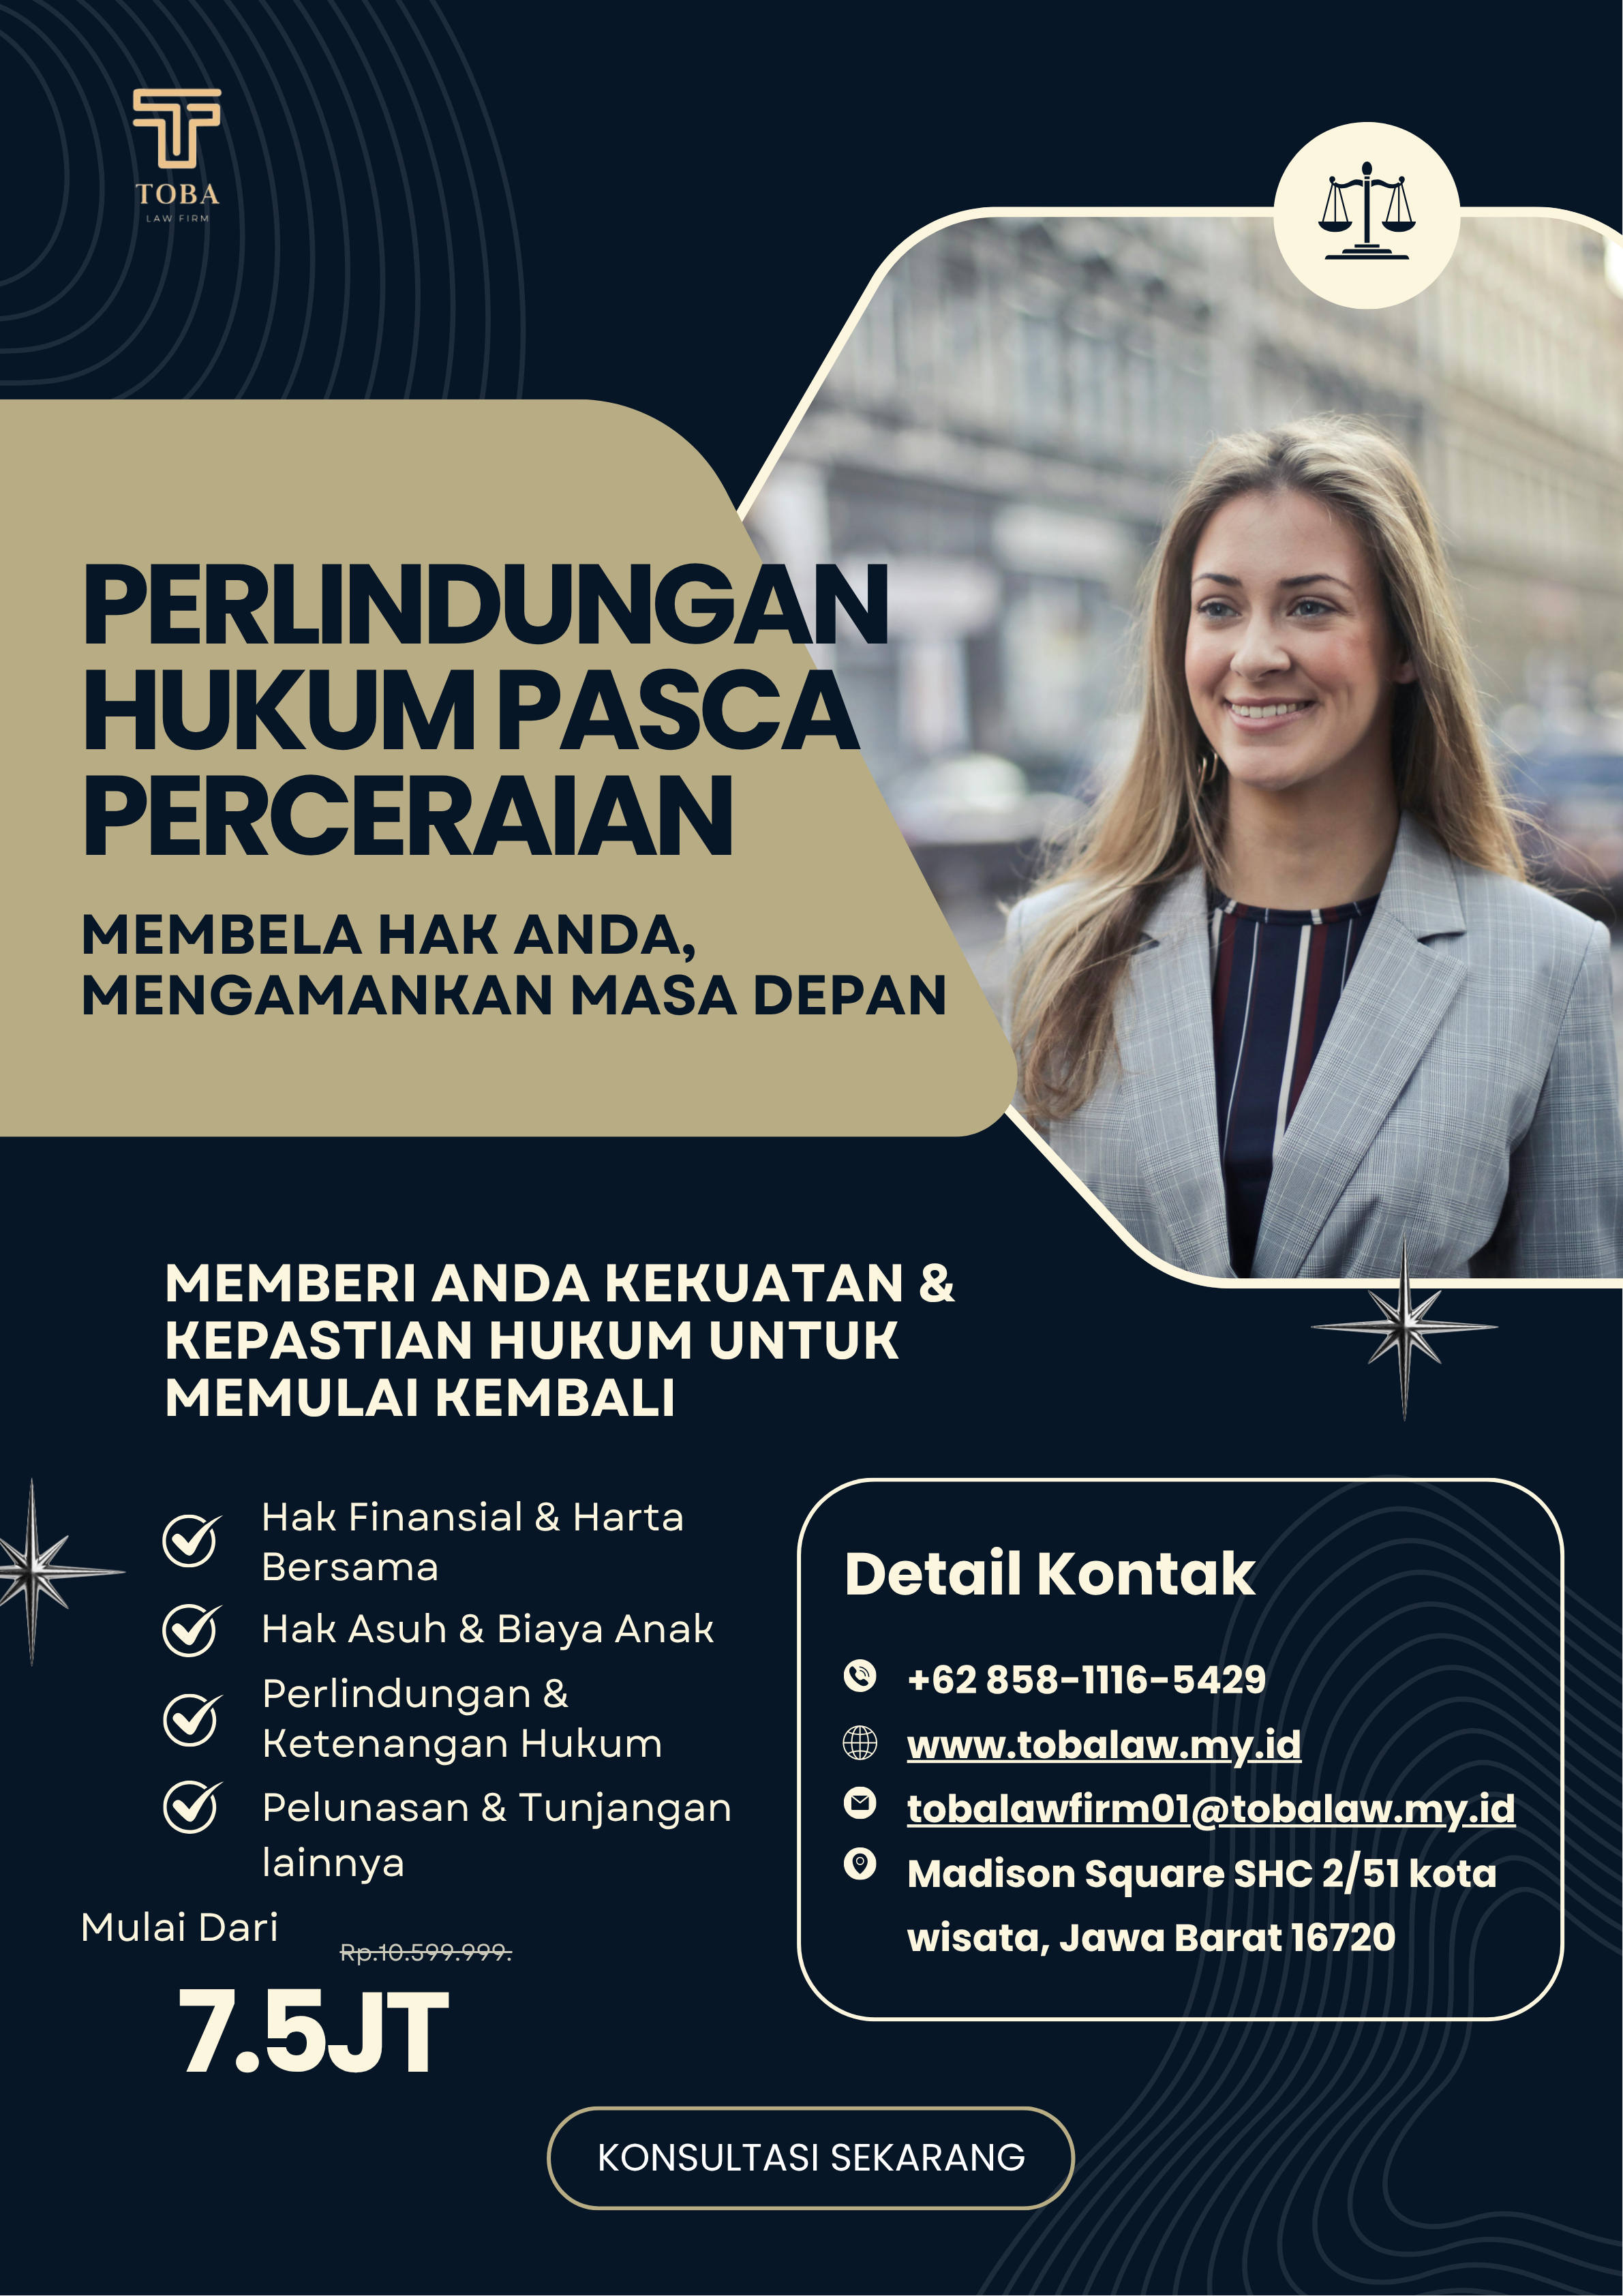 TOBA
LAW FIRM
PERLINDUNGAN
HUKUM PASCA
PERCERAIAN
MEMBELA HAK ANDA,
MENGAMANKAN MASA DEPAN
MEMBERI ANDA KEKUATAN &
KEPASTIAN HUKUM UNTUK
MEMULAI KEMBALI
Hak Finansial & Harta
Bersama
Hak Asuh & Biaya Anak
Perlindungan &
Ketenangan Hukum
Pelunasan & Tunjangan
lainnya
Mulai Dari
Rp.10.599.999.
7.5JT
Detail Kontak
+62 858-1116-5429
www.tobalaw.my.id
tobalawfirm01@tobalaw.my.id
Madison Square SHC 2/51 kota
wisata, Jawa Barat 16720
KONSULTASI SEKARANG